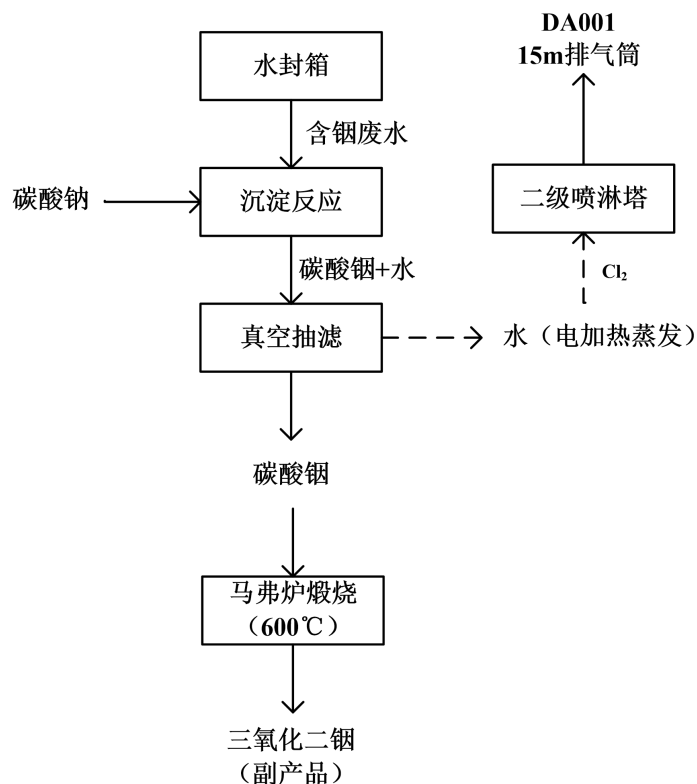 DA001
15m排气筒
水封箱
含铟废水
碳酸钠
沉淀反应
二级喷淋塔
碳酸铟+水
Cl₂
真空抽滤
水（电加热蒸发）
碳酸铟
马弗炉煅烧
（600℃）
三氧化二铟
（副产品）